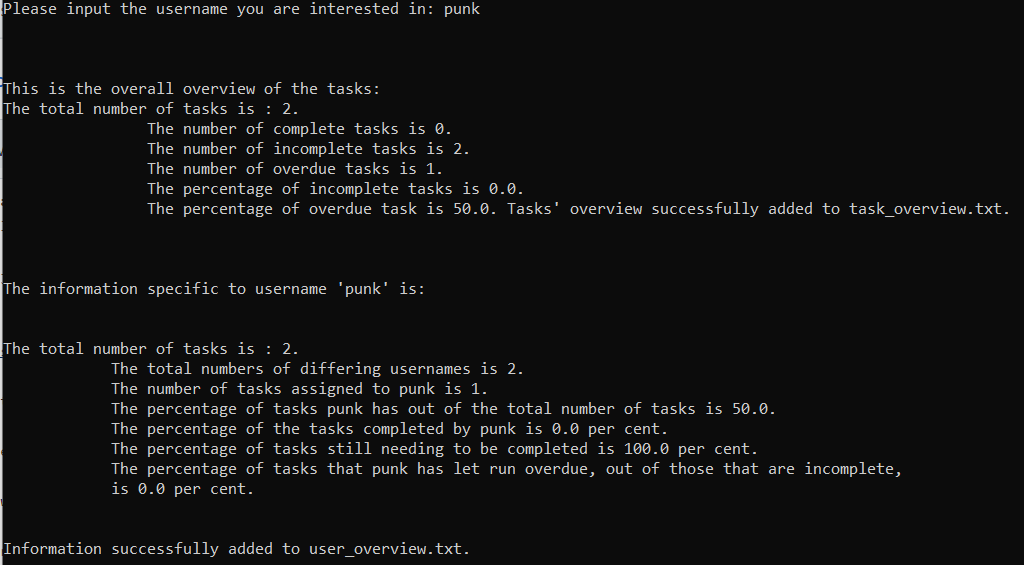 Please input the username you are interested in: punk
This is the overall overview of the tasks:
The total number of tasks is : 2.
The number of complete tasks is 0.
The number of incomplete tasks is 2.
The number of overdue tasks is 1.
The percentage of incomplete tasks is 0.0.
The percentage of overdue task is 50.0. Tasks' overview successfully added to task_overview.txt.
The information specific to username 'punk' is:
The total number of tasks is : 2.
The total numbers of differing usernames is 2.
The number of tasks assigned to punk is 1.
The percentage of tasks punk has out of the total number of tasks is 50.0.
The percentage of the tasks completed by punk is 0.0 per cent.
The percentage of tasks still needing to be completed is 100.0 per cent.
The percentage of tasks that punk has let run overdue, out of those that are incomplete,
is 0.0 per cent.
Information successfully added to user_overview.txt.